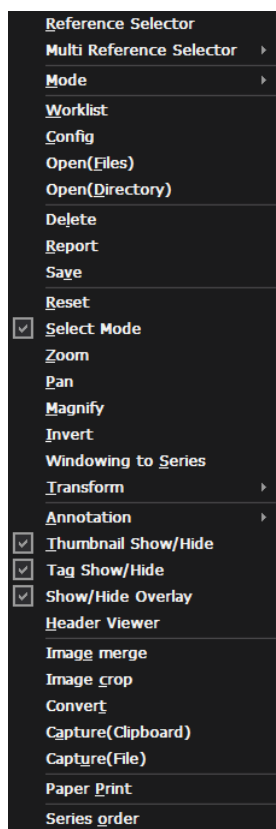 Reference Selector
Multi Reference Selector
Mode
Worklist
Config
Open(Files)
Open(Directory)
Delete
Report
Save
Reset
Select Mode
Zoom
Pan
Magnify
Invert
Windowing to Series
Transform
Annotation
Thumbnail Show/Hide
Tag Show/Hide
Show/Hide Overlay
Header Viewer
Image merge
Image crop
Convert
Capture(Clipboard)
Capture(File)
Paper Print
Series order